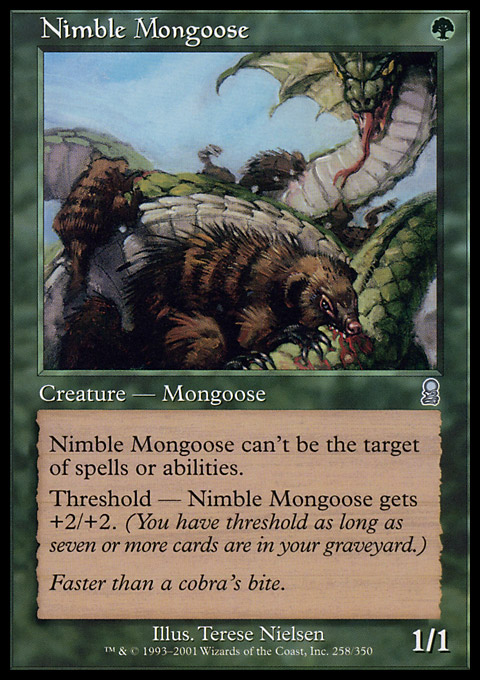 Nimble Mongoose
Creature — Mongoose
Nimble Mongoose can't be the target
of spells or abilities.
Threshold — Nimble Mongoose gets
+2/+2. (You have threshold as long as
seven or more cards are in your graveyard.)
Faster than a cobra's bite.
Illus. Terese Nielsen
™ & © 1993–2001 Wizards of the Coast, Inc. 258/350
1/1